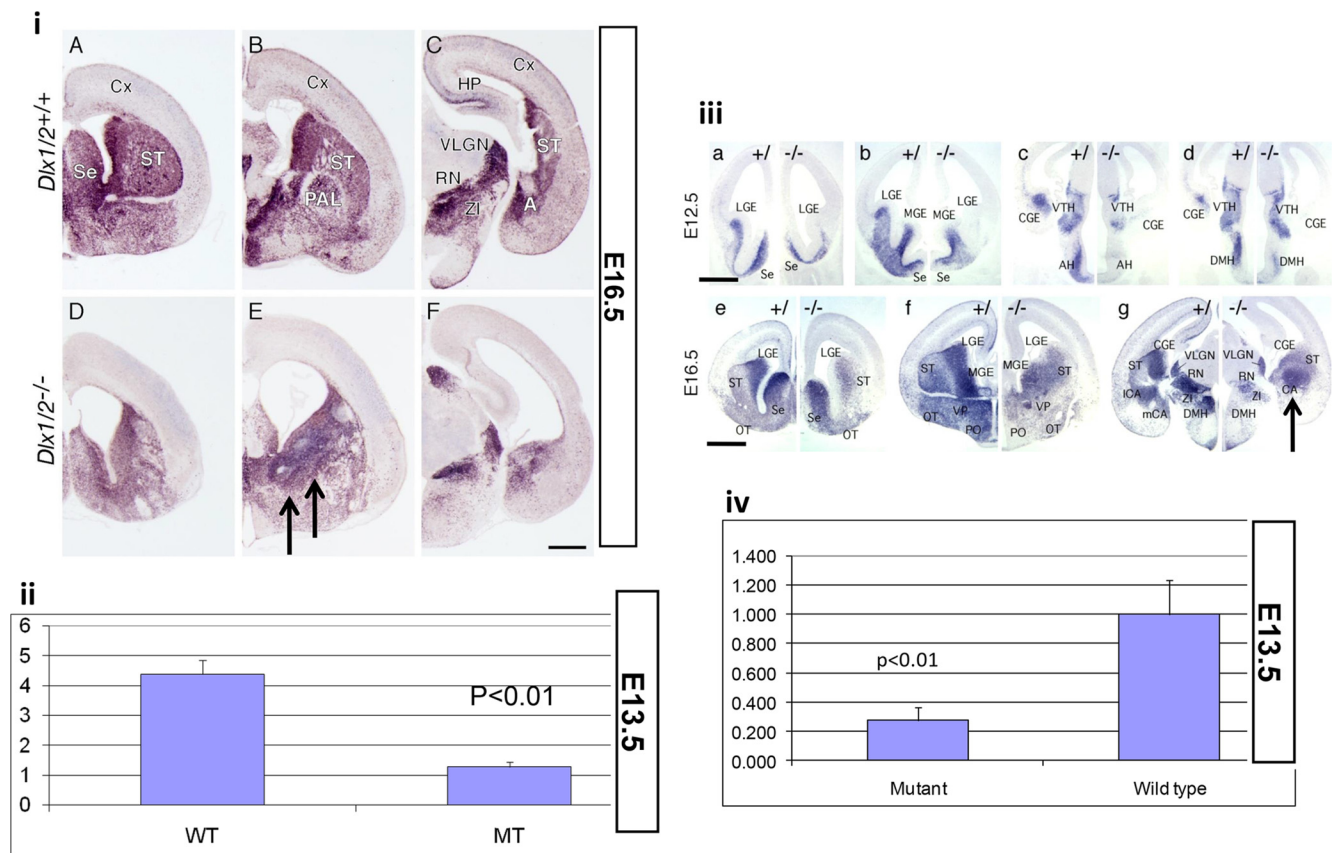 i
A
B
C
Cx
Cx
Cx
HP
ST
ST
VLGN
ST
Se
RN
PAL
ZI
A
Dlx1/2+/+
D
E
F
Dlx1/2-/-
E16.5
ii
6
5
4
3
2
1
0
P<0.01
WT
MT
E13.5
iii
a
+/
-/-
b
+/
-/-
c
+/
-/-
d
+/
-/-
E12.5
LGE
LGE
LGE
LGE
MGE
MGE
CGE
VTH
VTH
CGE
CGE
VTH
VTH
CGE
Se
Se
Se
AH
AH
DMH
DMH
e
+/
-/-
f
+/
-/-
g
+/
-/-
E16.5
LGE
LGE
LGE
LGE
CGE
VLGN
VLGN
CGE
ST
ST
ST
MGE
MGE
ST
ST
RN
RN
ST
Se
Se
VP
VP
lCA
ZI
ZI
CA
OT
OT
OT
PO
PO
OT
mCA
DMH
DMH
iv
1.400
1.200
1.000
0.800
0.600
0.400
0.200
0.000
p<0.01
Mutant
Wild type
E13.5